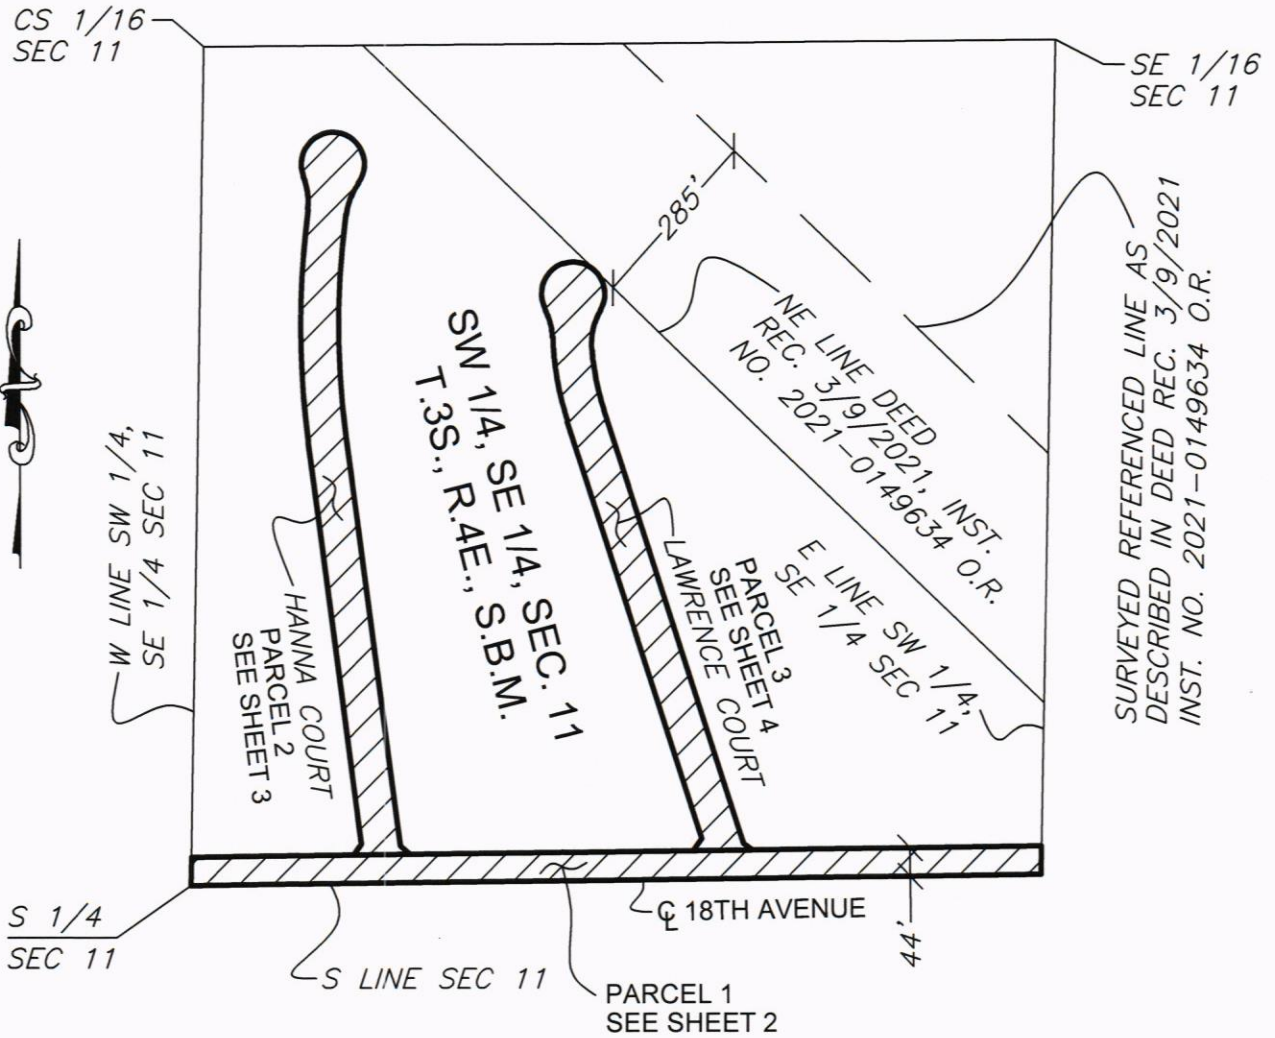 CS 1/16
SEC 11
SE 1/16
SEC 11
285'
SURVEYED REFERENCED LINE AS
DESCRIBED IN DEED REC. 3/9/2021
INST. NO. 2021-0149634 O.R.
NE LINE DEED
REC. 3/9/2021, INST.
NO. 2021-0149634 O.R.
SW 1/4, SE 1/4, SEC. 11
T.3S., R.4E., S.B.M.
W LINE SW 1/4,
SE 1/4 SEC 11
E LINE SW 1/4,
SE 1/4 SEC 11
HANNA COURT
PARCEL 2
SEE SHEET 3
PARCEL 3
SEE SHEET 4
LAWRENCE COURT
S 1/4
SEC 11
S LINE SEC 11
℄ 18TH AVENUE
44'
PARCEL 1
SEE SHEET 2